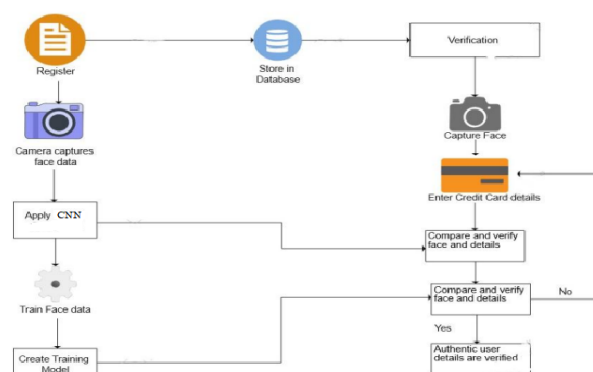 Register
Store in
Database
Verification
Camera captures
face data
Capture Face
Enter Credit Card details
Apply CNN
Compare and verify
face and details
Train Face data
Compare and verify
face and details
No
Yes
Create Training
Model
Authentic user
details are verified